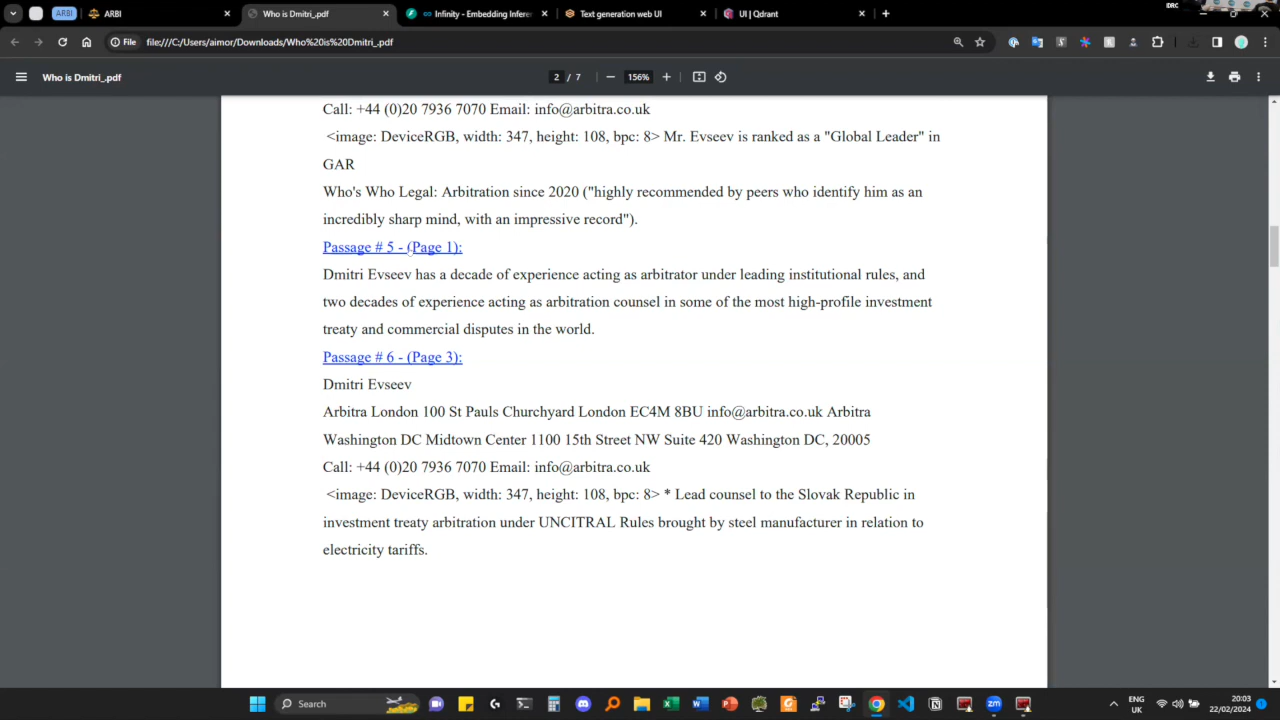 IDRC
ARBI
ARBI
Who is Dmitri_.pdf
Infinity - Embedding Infere
Text generation web UI
UI | Qdrant
File
file:///C:/Users/aimor/Downloads/Who%20is%20Dmitri_.pdf
Who is Dmitri_.pdf
2 / 7
156%
Call: +44 (0)20 7936 7070 Email: info@arbitra.co.uk
<image: DeviceRGB, width: 347, height: 108, bpc: 8> Mr. Evseev is ranked as a "Global Leader" in
GAR
Who's Who Legal: Arbitration since 2020 ("highly recommended by peers who identify him as an
incredibly sharp mind, with an impressive record").
Passage # 5 - (Page 1):
Dmitri Evseev has a decade of experience acting as arbitrator under leading institutional rules, and
two decades of experience acting as arbitration counsel in some of the most high-profile investment
treaty and commercial disputes in the world.
Passage # 6 - (Page 3):
Dmitri Evseev
Arbitra London 100 St Pauls Churchyard London EC4M 8BU info@arbitra.co.uk Arbitra
Washington DC Midtown Center 1100 15th Street NW Suite 420 Washington DC, 20005
Call: +44 (0)20 7936 7070 Email: info@arbitra.co.uk
<image: DeviceRGB, width: 347, height: 108, bpc: 8> * Lead counsel to the Slovak Republic in
investment treaty arbitration under UNCITRAL Rules brought by steel manufacturer in relation to
electricity tariffs.
Search
zm
ENG
UK
20:03
22/02/2024